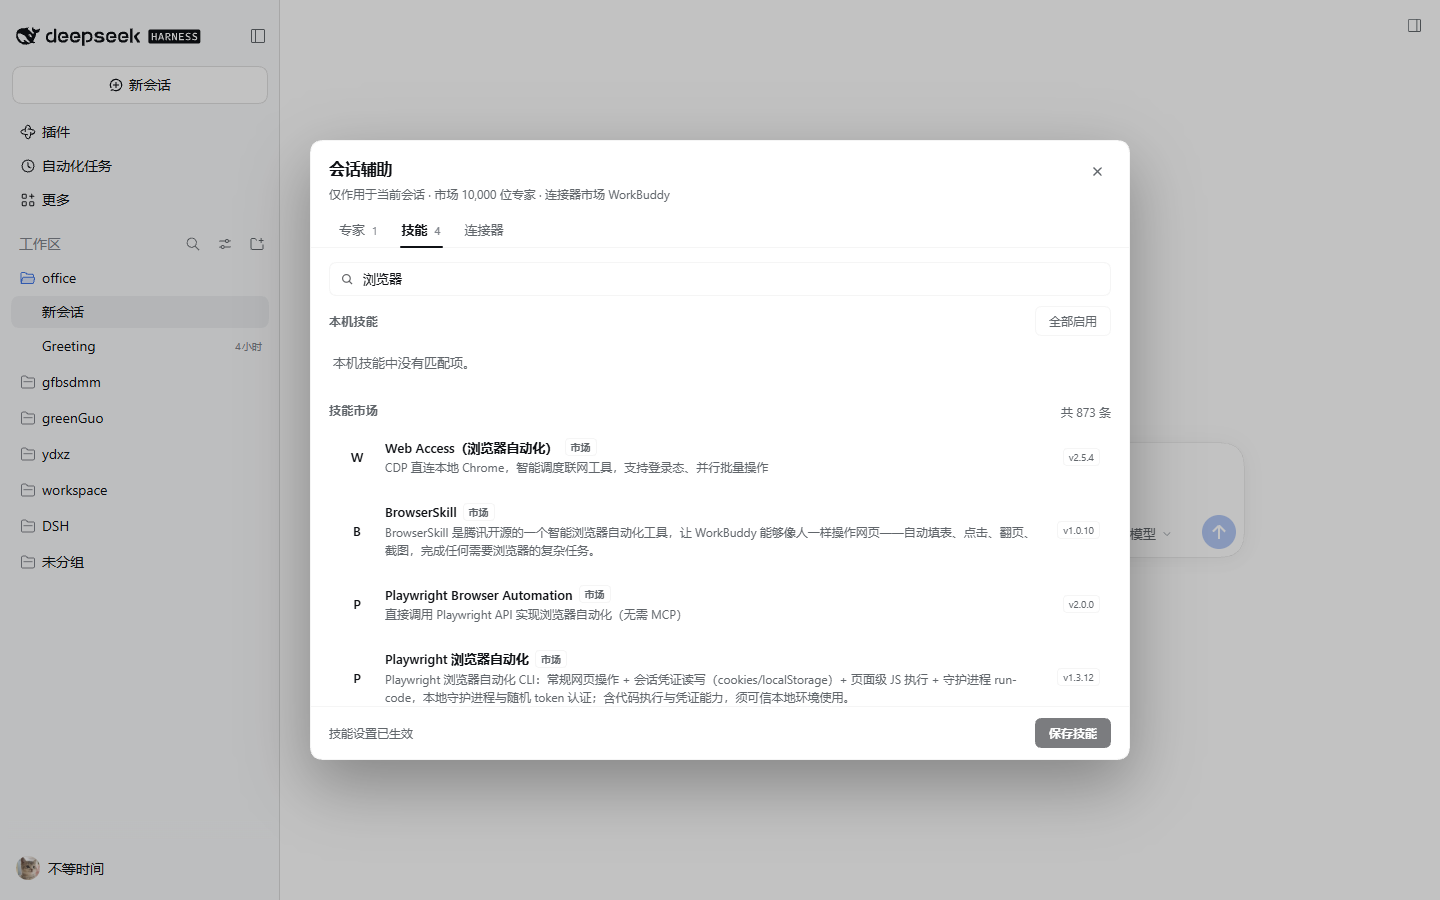 deepseek HARNESS
新会话
插件
自动化任务
更多
工作区
office
新会话
Greeting 4小时
gfbsdmm
greenGuo
ydxz
workspace
DSH
未分组
不等时间
会话辅助
仅作用于当前会话 · 市场 10,000 位专家 · 连接器市场 WorkBuddy
专家 1 技能 4 连接器
浏览器
本机技能 全部启用
本机技能中没有匹配项。
技能市场 共 873 条
W Web Access（浏览器自动化） 市场
CDP 直连本地 Chrome，智能调度联网工具，支持登录态、并行批量操作
v2.5.4
B BrowserSkill 市场
BrowserSkill 是腾讯开源的一个智能浏览器自动化工具，让 WorkBuddy 能够像人一样操作网页——自动填表、点击、翻页、
截图，完成任何需要浏览器的复杂任务。
v1.0.10
P Playwright Browser Automation 市场
直接调用 Playwright API 实现浏览器自动化（无需 MCP）
v2.0.0
P Playwright 浏览器自动化 市场
Playwright 浏览器自动化 CLI：常规网页操作 + 会话凭证读写（cookies/localStorage）+ 页面级 JS 执行 + 守护进程 run-
code，本地守护进程与随机 token 认证；含代码执行与凭证能力，须可信本地环境使用。
v1.3.12
技能设置已生效 保存技能
模型